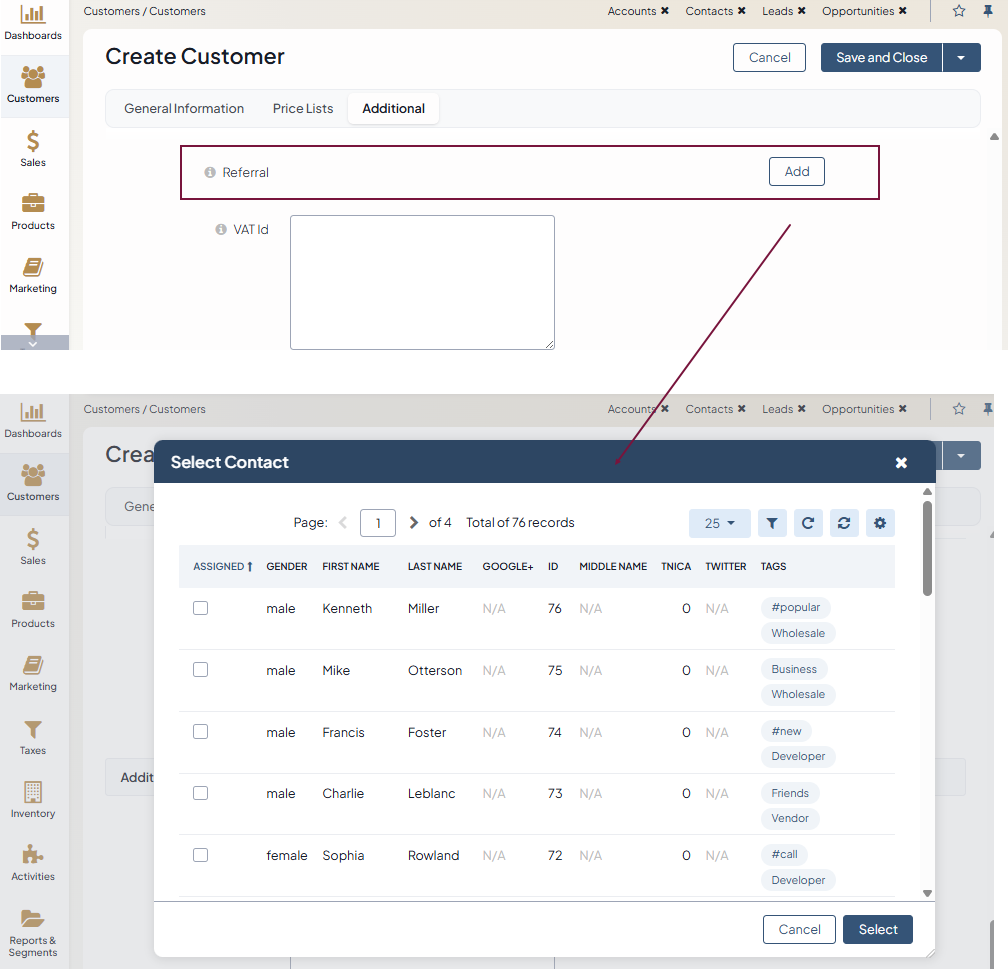 Customers / Customers
Accounts ✖ Contacts ✖ Leads ✖ Opportunities ✖
Dashboards
Customers
Sales
Products
Marketing
Create Customer
Cancel
Save and Close
General Information Price Lists Additional
Referral
Add
VAT Id
Customers / Customers
Accounts ✖ Contacts ✖ Leads ✖ Opportunities ✖
Dashboards
Customers
Sales
Products
Marketing
Taxes
Inventory
Activities
Reports &
Segments
Crea
Gene
Addit
Select Contact ✖
Page: 1 of 4 Total of 76 records 25
ASSIGNED GENDER FIRST NAME LAST NAME GOOGLE+ ID MIDDLE NAME TNICA TWITTER TAGS
male Kenneth Miller N/A 76 N/A 0 N/A #popular
Wholesale
male Mike Otterson N/A 75 N/A 0 N/A Business
Wholesale
male Francis Foster N/A 74 N/A 0 N/A #new
Developer
male Charlie Leblanc N/A 73 N/A 0 N/A Friends
Vendor
female Sophia Rowland N/A 72 N/A 0 N/A #call
Developer
Cancel Select